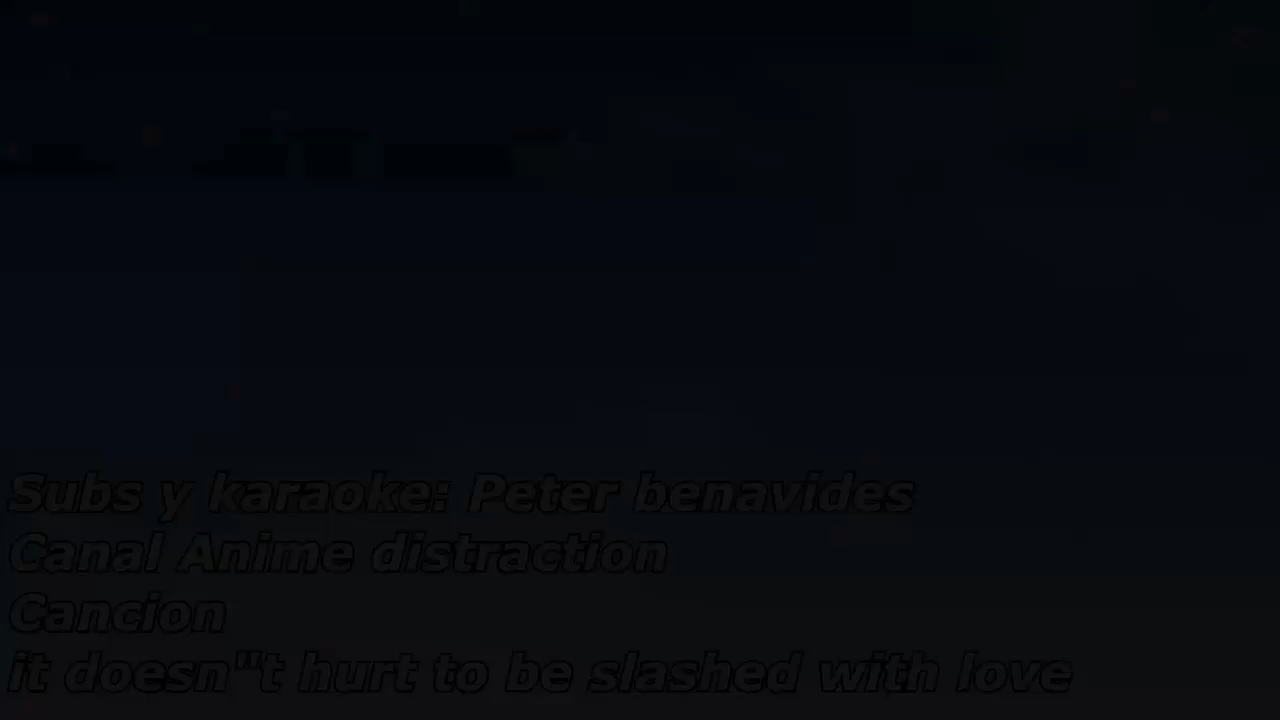 Subs y karaoke: Peter benavides
Canal Anime distraction
Cancion
it doesn"t hurt to be slashed with love